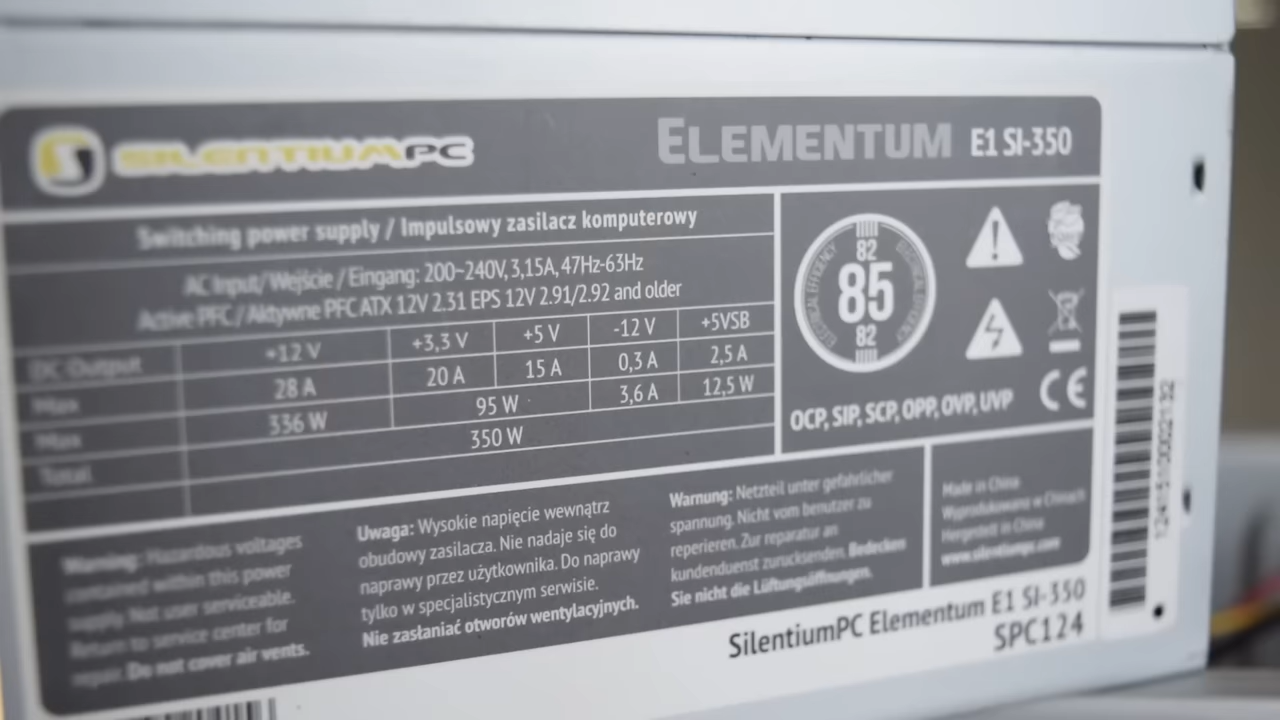 SILENTIUMPC
ELEMENTUM E1 SI-350
Switching power supply / Impulsowy zasilacz komputerowy
AC Input/Wejście/Eingang: 200~240V, 3,15A, 47Hz-63Hz
Active PFC/Aktywne PFC ATX 12V 2.31 EPS 12V 2.91/2.92 and older
DC Output +12 V +3,3 V +5 V -12 V +5VSB
Max 28 A 20 A 15 A 0,3 A 2,5 A
Max 336 W 95 W 3,6 A 12,5 W
Total 350 W
ELECTRICAL EFFICIENCY
82
85
82
ELECTRICAL EFFICIENCY
CE
OCP, SIP, SCP, OPP, OVP, UVP
Warning: Hazardous voltages
contained within this power
supply. Not user serviceable.
Return to service center for
repair. Do not cover air vents.
Uwaga: Wysokie napięcie wewnątrz
obudowy zasilacza. Nie nadaje się do
naprawy przez użytkownika. Do naprawy
tylko w specjalistycznym serwisie.
Nie zasłaniać otworów wentylacyjnych.
Warnung: Netzteil unter gefahrlicher
spannung. Nicht vom benutzer zu
reperieren. Zur reparatur an
kundendienst zurucksenden. Bedecken
Sie nicht die Lüftungsöffnungen.
Made in China
Wyprodukowano w Chinach
Hergestellt in China
www.silentiumpc.com
SilentiumPC Elementum E1 SI-350
SPC124